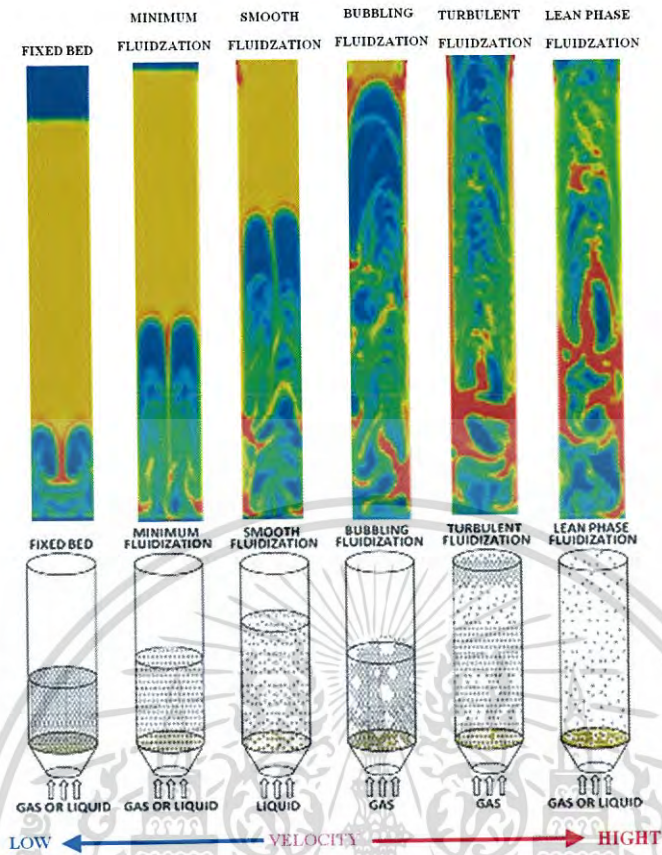 FIXED BED
MINIMUM
FLUIDZATION
SMOOTH
FLUIDZATION
BUBBLING
FLUIDZATION
TURBULENT
FLUIDZATION
LEAN PHASE
FLUIDZATION
FIXED BED
MINIMUM
FLUIDIZATION
SMOOTH
FLUIDIZATION
BUBBLING
FLUIDIZATION
TURBULENT
FLUIDIZATION
LEAN PHASE
FLUIDIZATION
GAS OR LIQUID
GAS OR LIQUID
LIQUID
GAS
GAS
GAS OR LIQUID
LOW VELOCITY HIGHT